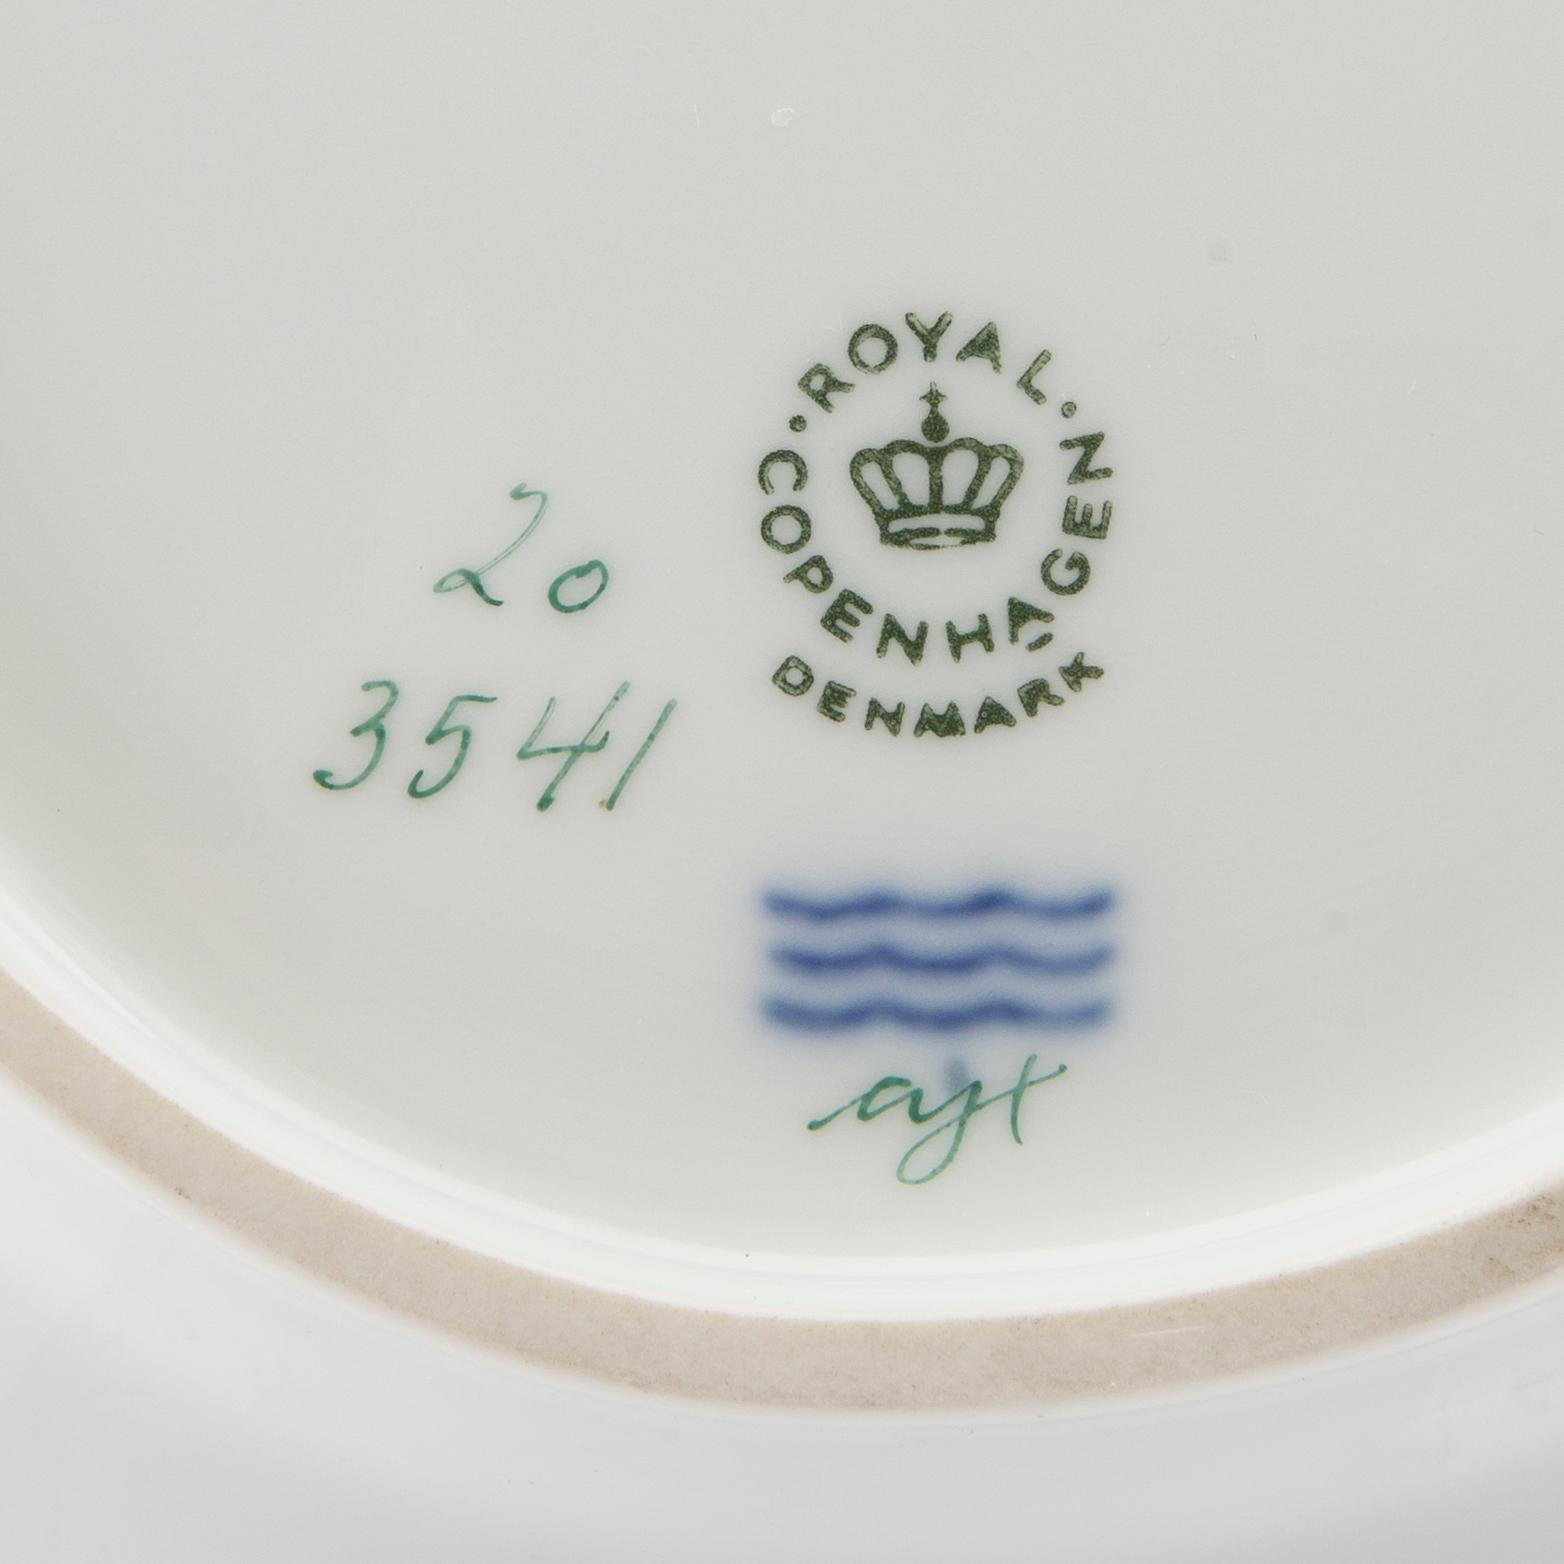 ROYAL. COPENHAGEN
DENMARK
20
3541